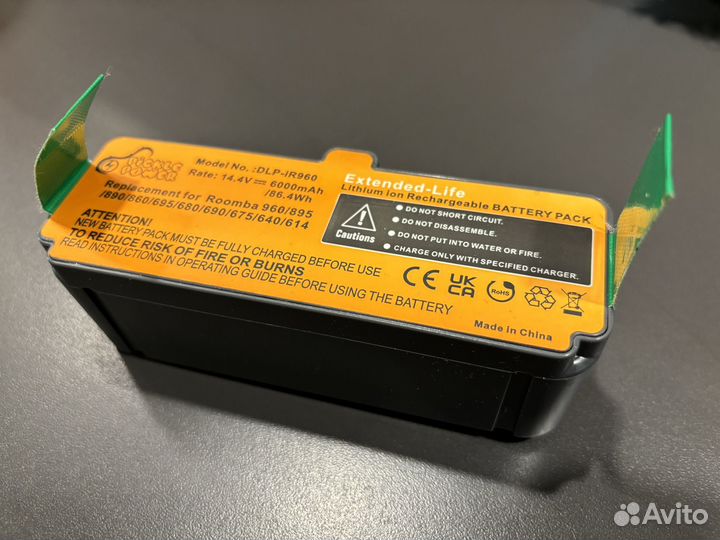 PICKLE
POWER
Model No.:DLP-iR960
Rate: 14.4V⎓ 6000mAh
/86.4Wh
Replacement for Roomba 960/895
/890/860/695/680/690/675/640/614
ATTENTION!
NEW BATTERY PACK MUST BE FULLY CHARGED BEFORE USE
TO REDUCE RISK OF FIRE OR BURNS
READ INSTRUCTIONS IN OPERATING GUIDE BEFORE USING THE BATTERY
Extended-Life
Lithium Ion Rechargeable BATTERY PACK
Cautions
● DO NOT SHORT CIRCUIT.
● DO NOT DISASSEMBLE.
● DO NOT PUT INTO WATER OR FIRE.
● CHARGE ONLY WITH SPECIFIED CHARGER.
CE UK
CA
RoHS
Made in China
Avito